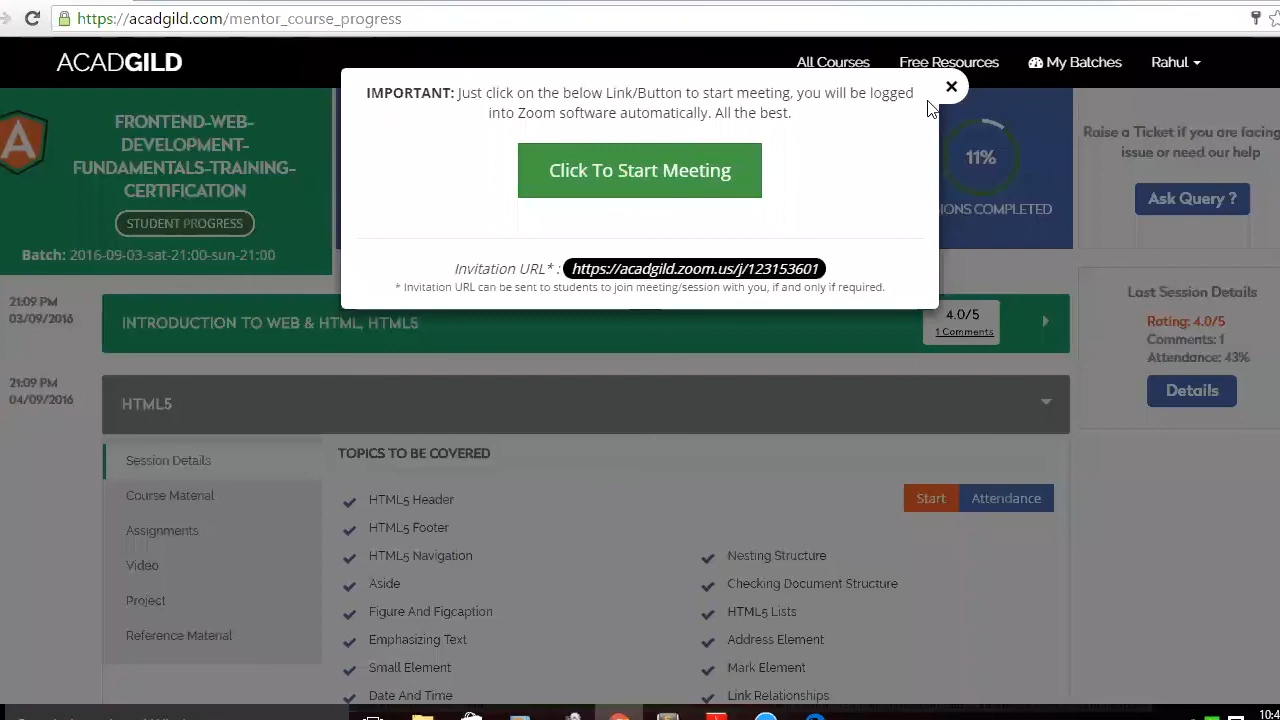 https://acadgild.com/mentor_course_progress
ACADGILD
All Courses
Free Resources
My Batches
Rahul
IMPORTANT: Just click on the below Link/Button to start meeting, you will be logged
into Zoom software automatically. All the best.
Click To Start Meeting
Invitation URL* : https://acadgild.zoom.us/j/123153601
* Invitation URL can be sent to students to join meeting/session with you, if and only if required.
FRONTEND-WEB-
DEVELOPMENT-
FUNDAMENTALS-TRAINING-
CERTIFICATION
STUDENT PROGRESS
Batch: 2016-09-03-sat-21:00-sun-21:00
11%
IONS COMPLETED
Raise a Ticket if you are facing
issue or need our help
Ask Query ?
21:09 PM
03/09/2016
INTRODUCTION TO WEB & HTML, HTML5
4.0/5
1 Comments
Last Session Details
Rating: 4.0/5
Comments: 1
Attendance: 43%
Details
21:09 PM
04/09/2016
HTML5
Session Details
Course Material
Assignments
Video
Project
Reference Material
TOPICS TO BE COVERED
Start
Attendance
HTML5 Header
HTML5 Footer
HTML5 Navigation
Aside
Figure And Figcaption
Emphasizing Text
Small Element
Date And Time
Nesting Structure
Checking Document Structure
HTML5 Lists
Address Element
Mark Element
Link Relationships